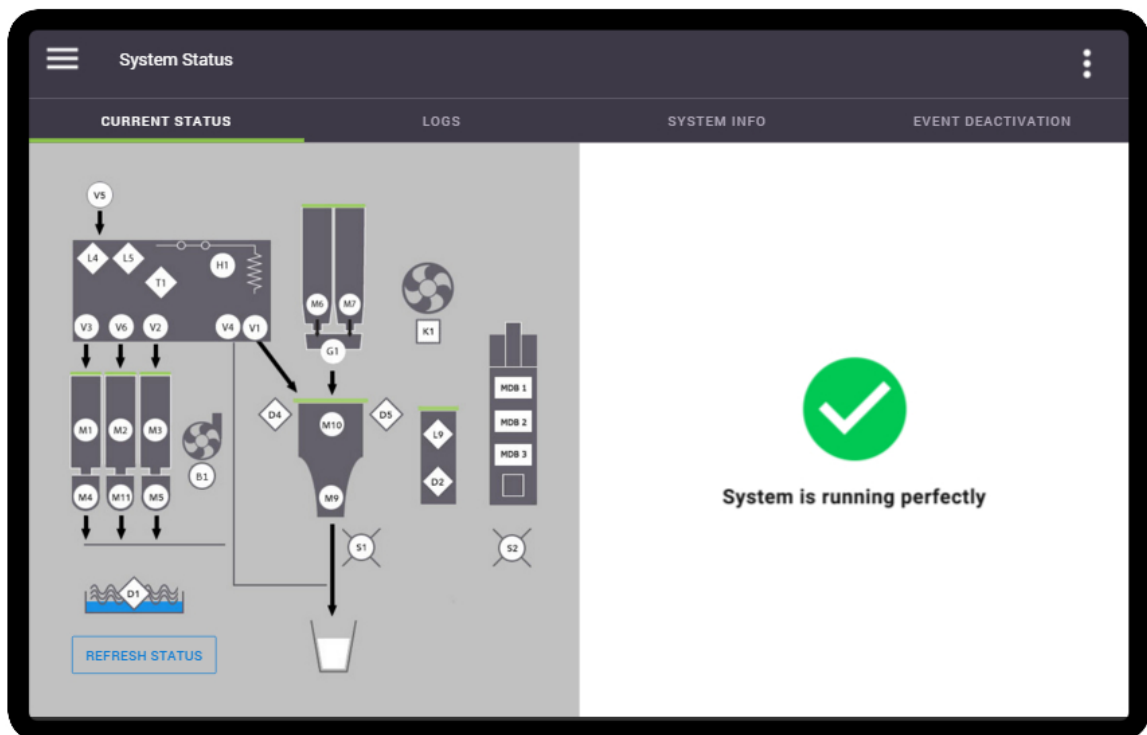 System Status
CURRENT STATUS
LOGS
SYSTEM INFO
EVENT DEACTIVATION
V5
L4
L5
T1
H1
V3
V6
V2
V4
V1
M6
M7
G1
K1
M1
M2
M3
B1
M4
M11
M5
D4
M10
D5
M9
L9
D2
MDB 1
MDB 2
MDB 3
S1
S2
D1
REFRESH STATUS
System is running perfectly